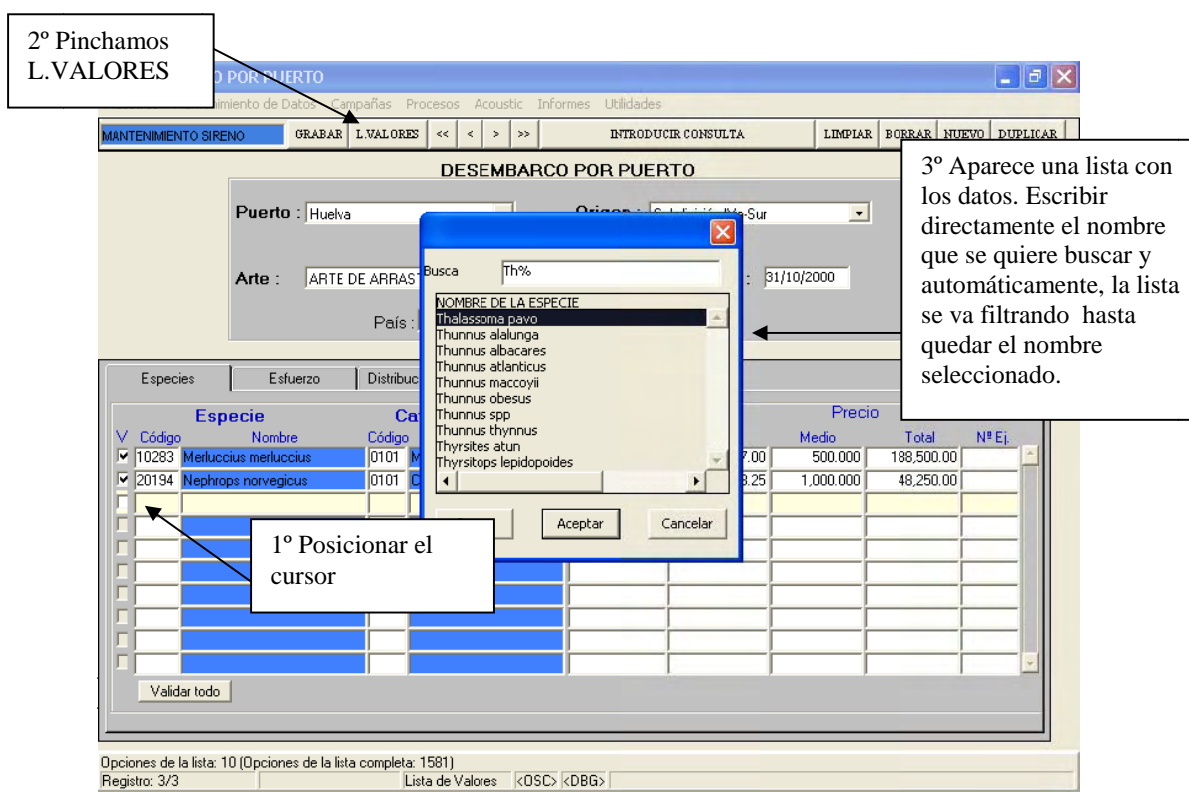 2º Pinchamos
L.VALORES
POR PUERTO
Datos Campañas Procesos Acoustic Informes Utilidades
MANTENIMIENTO SIRENO GRABAR L.VALORES << < > >> INTRODUCIR CONSULTA LIMPIAR BORRAR NUEVO DUPLICAR
3º Aparece una lista con
los datos. Escribir
directamente el nombre
que se quiere buscar y
automáticamente, la lista
se va filtrando hasta
quedar el nombre
seleccionado.
DESEMBARCO POR PUERTO
Puerto : Huelva
Arte : ARTE DE ARRAST : 31/10/2000
País :
Busca Th%
NOMBRE DE LA ESPECIE
Thalassoma pavo
Thunnus alalunga
Thunnus albacares
Thunnus atlanticus
Thunnus maccoyii
Thunnus obesus
Thunnus spp
Thunnus thynnus
Thyrsites atun
Thyrsitops lepidopoides
Aceptar Cancelar
Especies Esfuerzo Distribuc
Especie Ca Precio
V Código Nombre Código Medio Total Nº Ej.
10283 Merluccius merluccius 0101 M 7.00 500.000 188,500.00
20194 Nephrops norvegicus 0101 C 8.25 1,000.000 48,250.00
1º Posicionar el
cursor
Validar todo
Opciones de la lista: 10 (Opciones de la lista completa: 1581)
Registro: 3/3 Lista de Valores <OSC> <DBG>